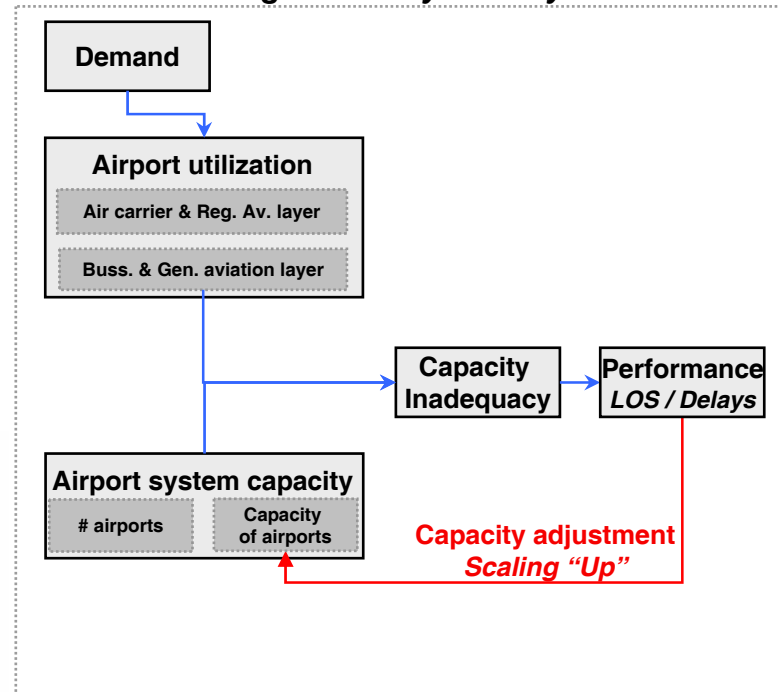 Demand
Airport utilization
Air carrier & Reg. Av. layer
Buss. & Gen. aviation layer
Capacity
Inadequacy
Performance
LOS / Delays
Airport system capacity
# airports
Capacity
of airports
Capacity adjustment
Scaling “Up”